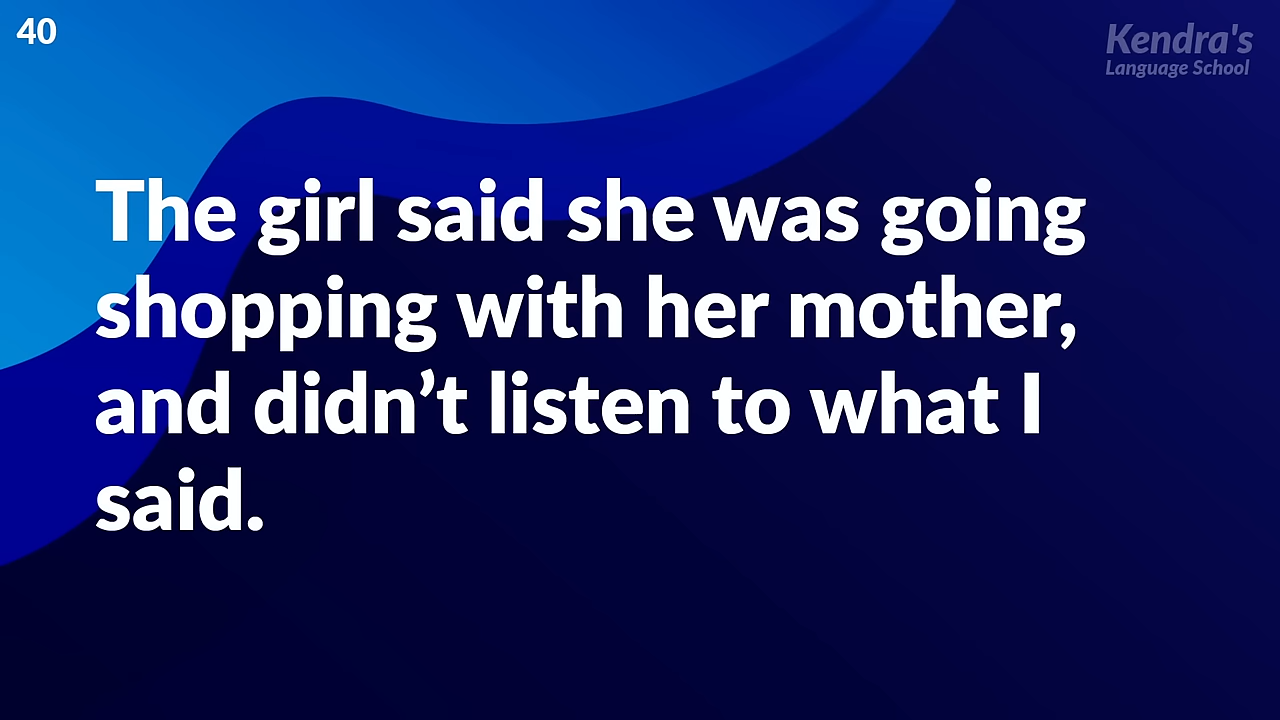 40
Kendra's
Language School
The girl said she was going
shopping with her mother,
and didn’t listen to what I
said.